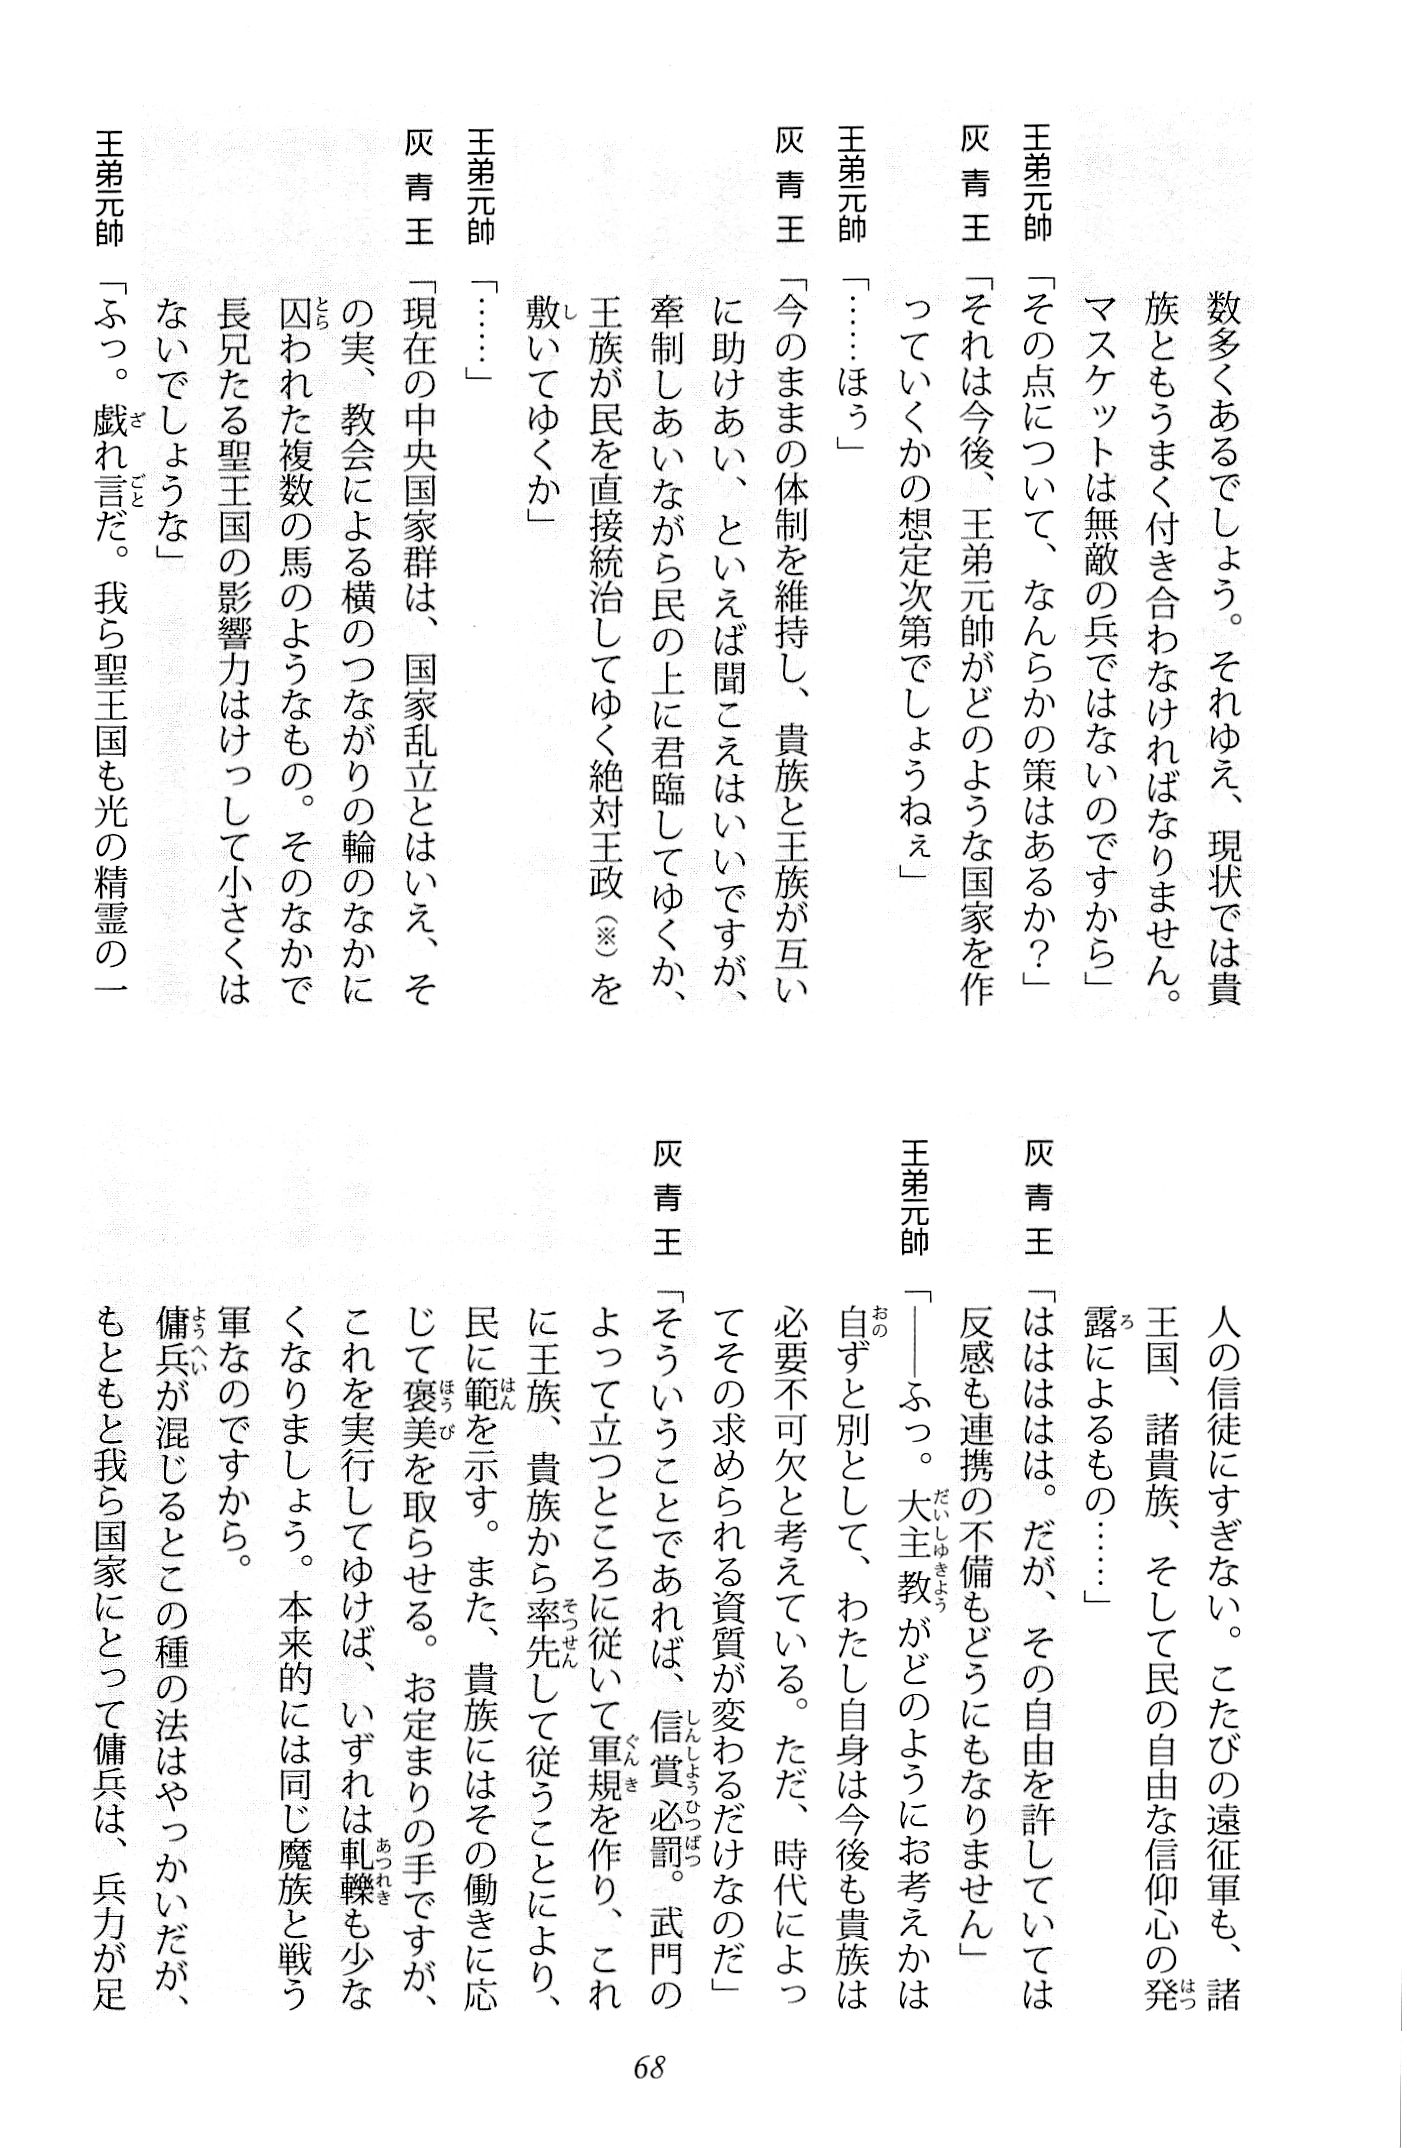 数多くあるでしょう。それゆえ、現状では貴
族ともうまく付き合わなければなりません。
マスケットは無敵の兵ではないのですから」
王弟元帥「その点について、なんらかの策はあるか？」
灰青王「それは今後、王弟元帥がどのような国家を作
っていくかの想定次第でしょうねぇ」
王弟元帥「……ほぅ」
灰青王「今のままの体制を維持し、貴族と王族が互い
に助けあい、といえば聞こえはいいですが、
牽制しあいながら民の上に君臨してゆくか、
王族が民を直接統治してゆく絶対王政（※）を
敷いてゆくか」
王弟元帥「……」
灰青王「現在の中央国家群は、国家乱立とはいえ、そ
の実、教会による横のつながりの輪のなかに
囚われた複数の馬のようなもの。そのなかで
長兄たる聖王国の影響力はけっして小さくは
ないでしょうな」
王弟元帥「ふっ。戯れ言だ。我ら聖王国も光の精霊の一
人の信徒にすぎない。こたびの遠征軍も、諸
王国、諸貴族、そして民の自由な信仰心の発
露によるもの……」
灰青王「はははははは。だが、その自由を許していては
反感も連携の不備もどうにもなりません」
王弟元帥「――ふっ。大主教がどのようにお考えかは
自ずと別として、わたし自身は今後も貴族は
必要不可欠と考えている。ただ、時代によっ
てその求められる資質が変わるだけなのだ」
灰青王「そういうことであれば、信賞必罰。武門の
よって立つところに従いて軍規を作り、これ
に王族、貴族から率先して従うことにより、
民に範を示す。また、貴族にはその働きに応
じて褒美を取らせる。お定まりの手ですが、
これを実行してゆけば、いずれは軋轢も少な
くなりましょう。本来的には同じ魔族と戦う
軍なのですから。
傭兵が混じるとこの種の法はやっかいだが、
もともと我ら国家にとって傭兵は、兵力が足
68